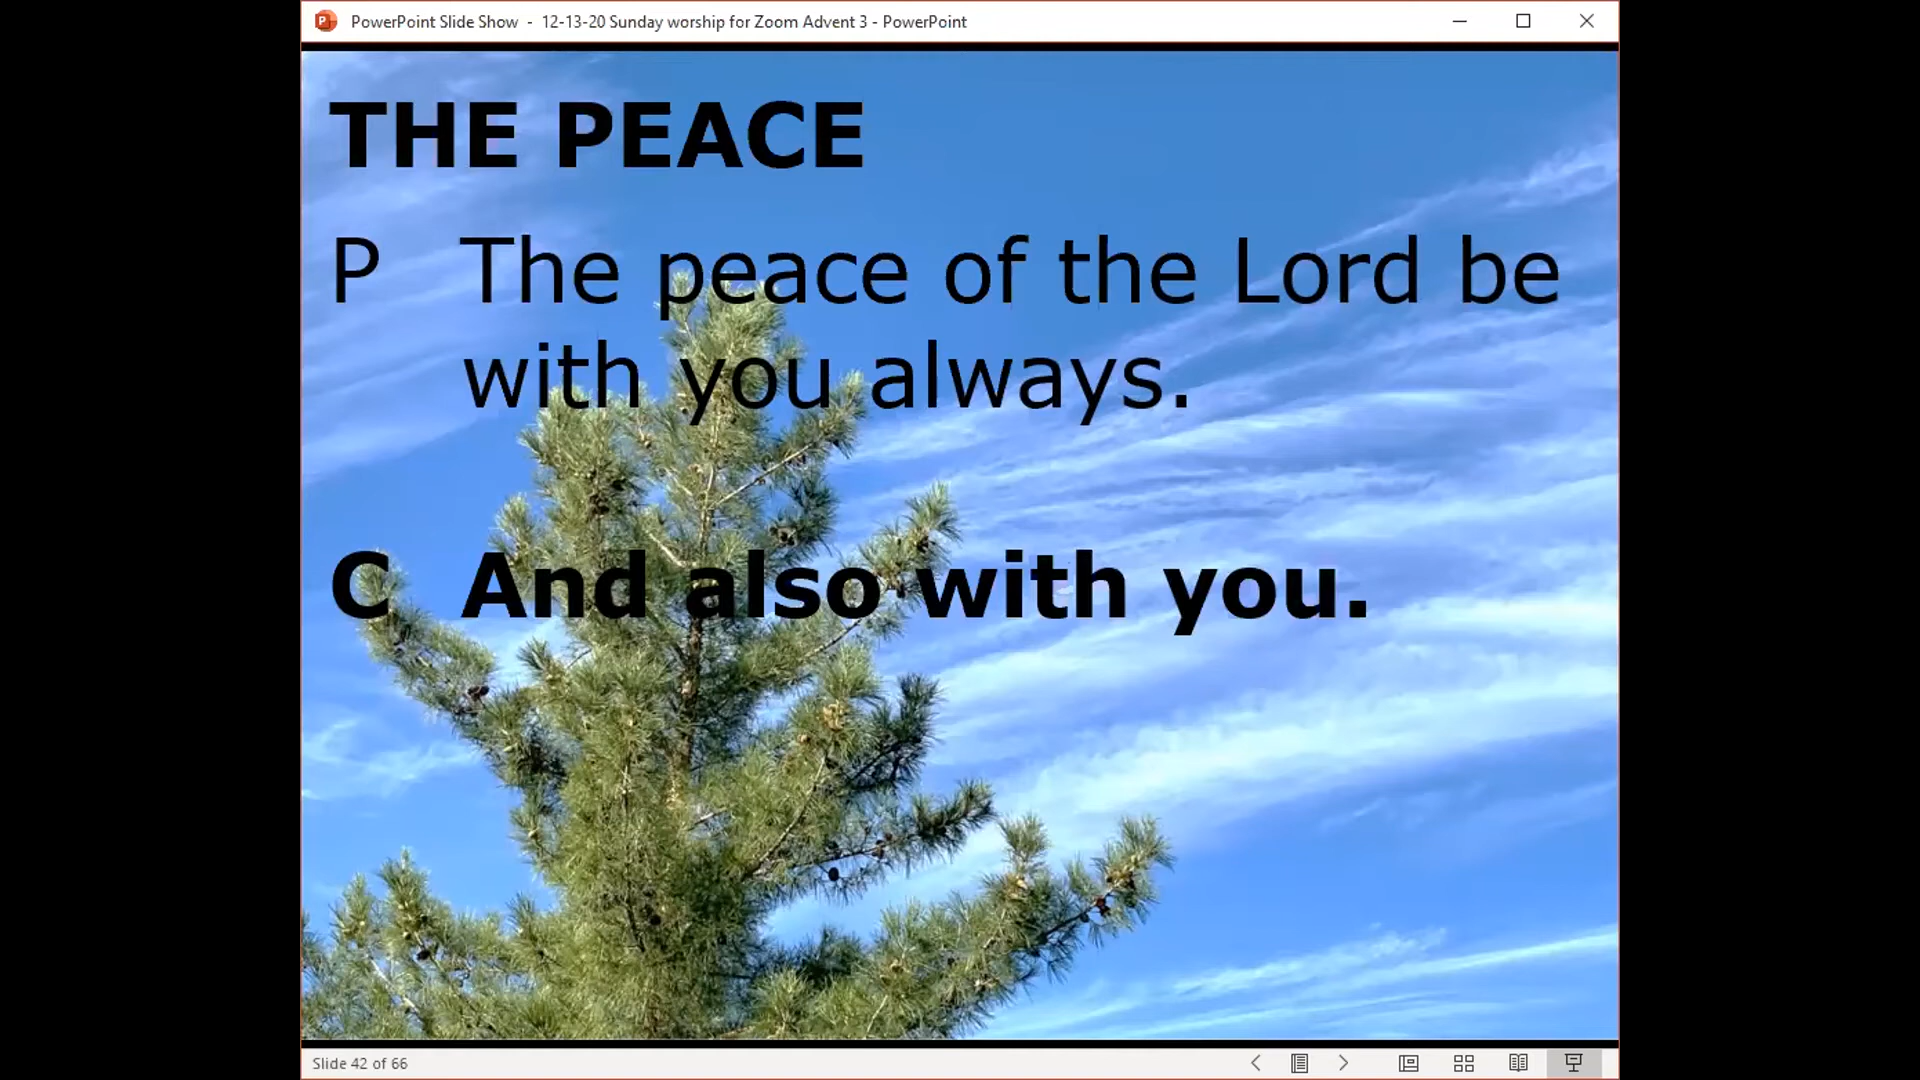 PowerPoint Slide Show - 12-13-20 Sunday worship for Zoom Advent 3 - PowerPoint
THE PEACE
P The peace of the Lord be
with you always.
C And also with you.
Slide 42 of 66